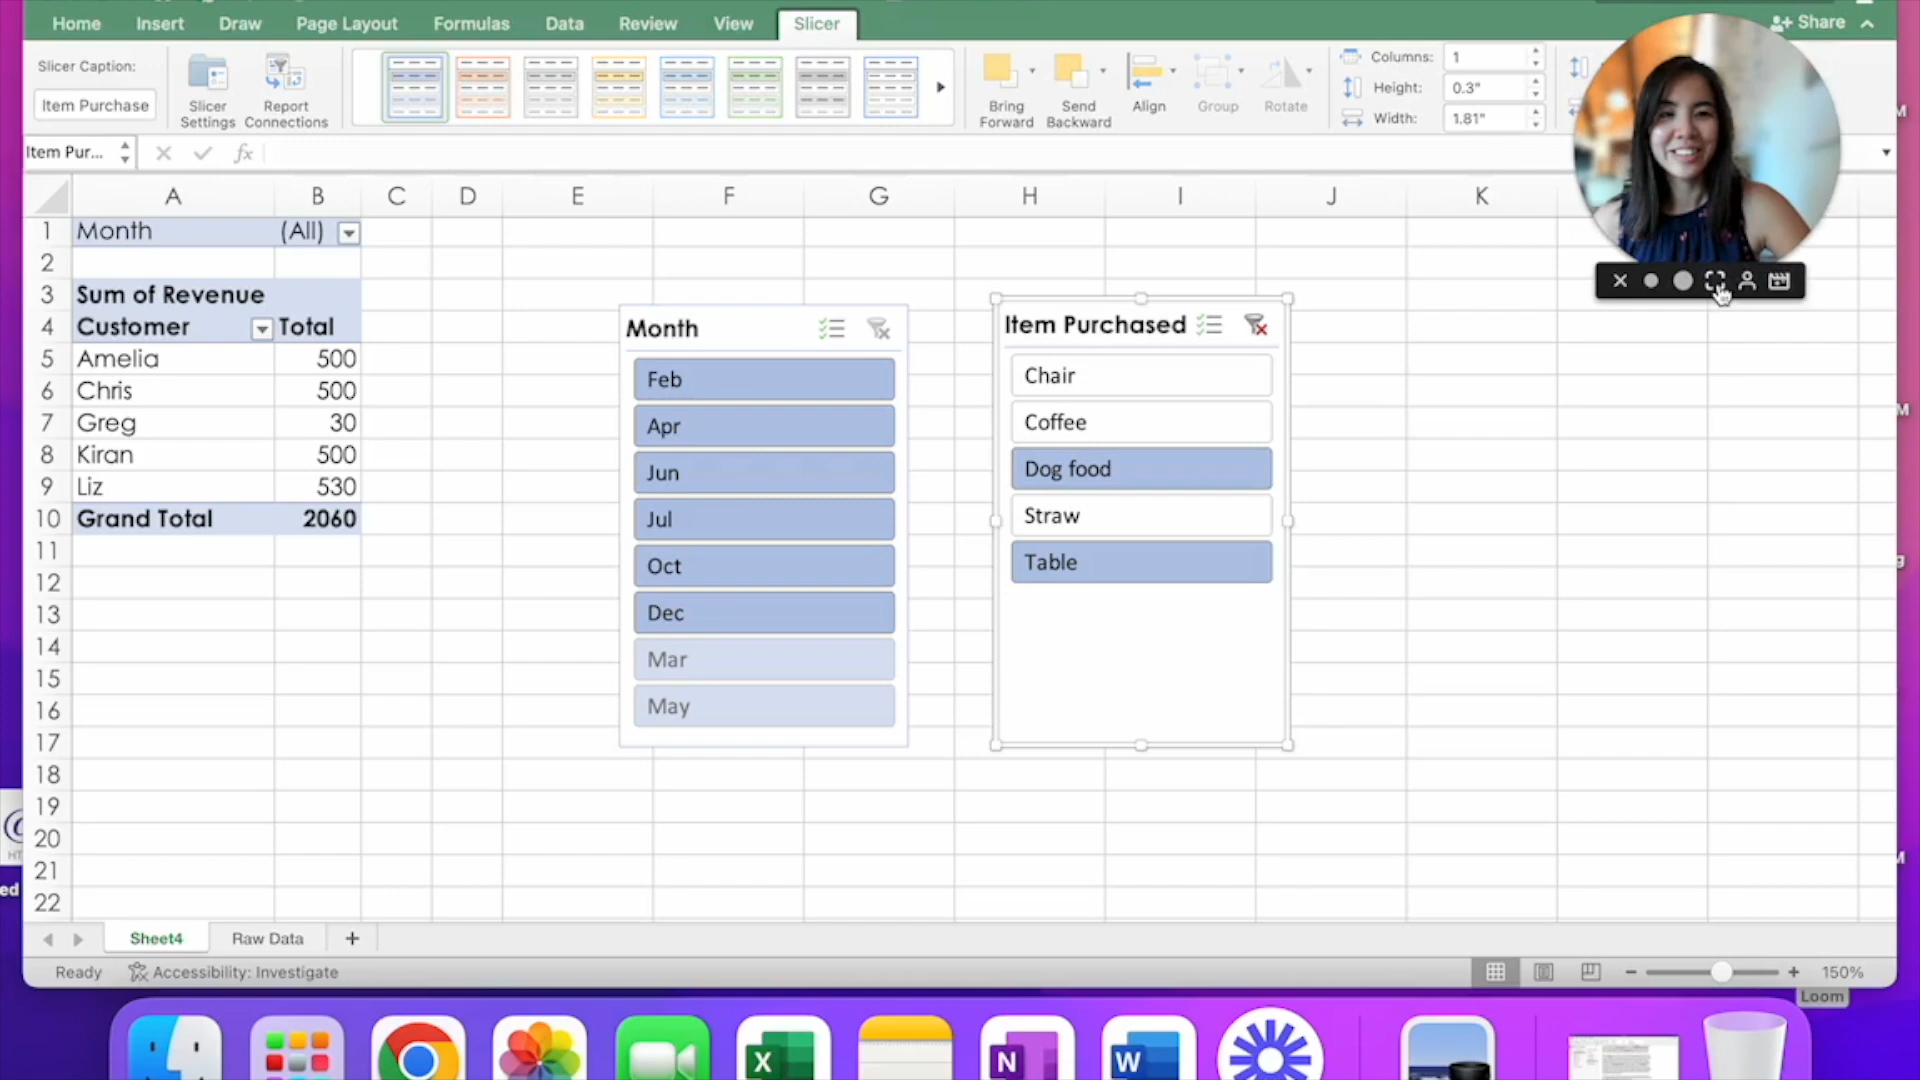 Home Insert Draw Page Layout Formulas Data Review View Slicer Share
Slicer Caption:
Item Purchase
Slicer Settings
Report Connections
Bring Forward
Send Backward
Align
Group
Rotate
Columns: 1
Height: 0.3"
Width: 1.81"
Item Pur... fx
A B C D E F G H I J K
1 Month (All)
2
3 Sum of Revenue
4 Customer Total
5 Amelia 500
6 Chris 500
7 Greg 30
8 Kiran 500
9 Liz 530
10 Grand Total 2060
11
12
13
14
15
16
17
18
19
20
21
22
Month
Feb
Apr
Jun
Jul
Oct
Dec
Mar
May
Item Purchased
Chair
Coffee
Dog food
Straw
Table
Sheet4 Raw Data +
Ready Accessibility: Investigate 150%
Loom
X N W